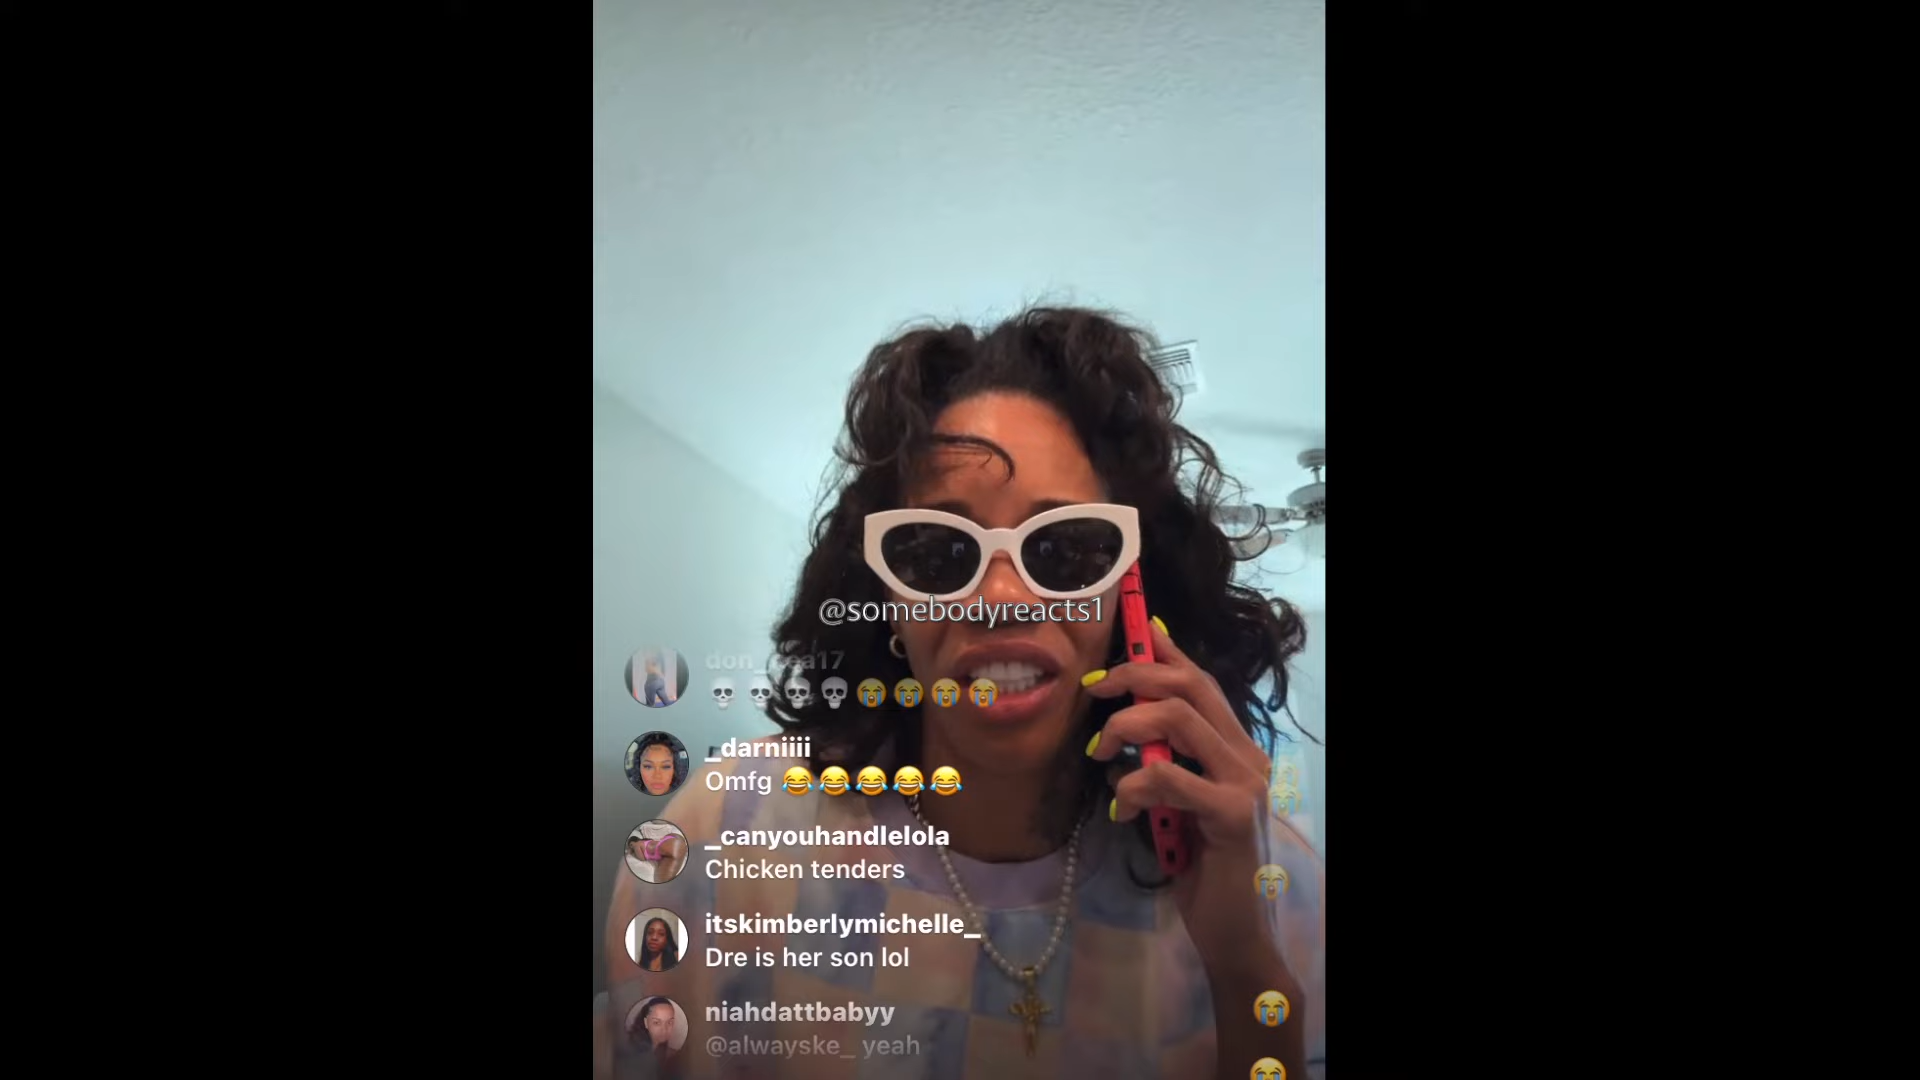 @somebodyreacts1
💀💀💀💀😭😭😭😭
_darniiii
Omfg 😂😂😂😂😂
_canyouhandlelola
Chicken tenders
itskimberlymichelle_
Dre is her son lol
niahdattbabyy
@alwayske_ yeah